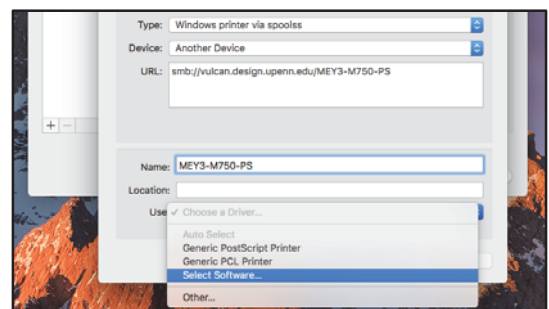 Type: Windows printer via spoolss
Device: Another Device
URL: smb://vulcan.design.upenn.edu/MEY3-M750-PS
+ −
Name: MEY3-M750-PS
Location:
Use ✓ Choose a Driver...
Auto Select
Generic PostScript Printer
Generic PCL Printer
Select Software...
Other...